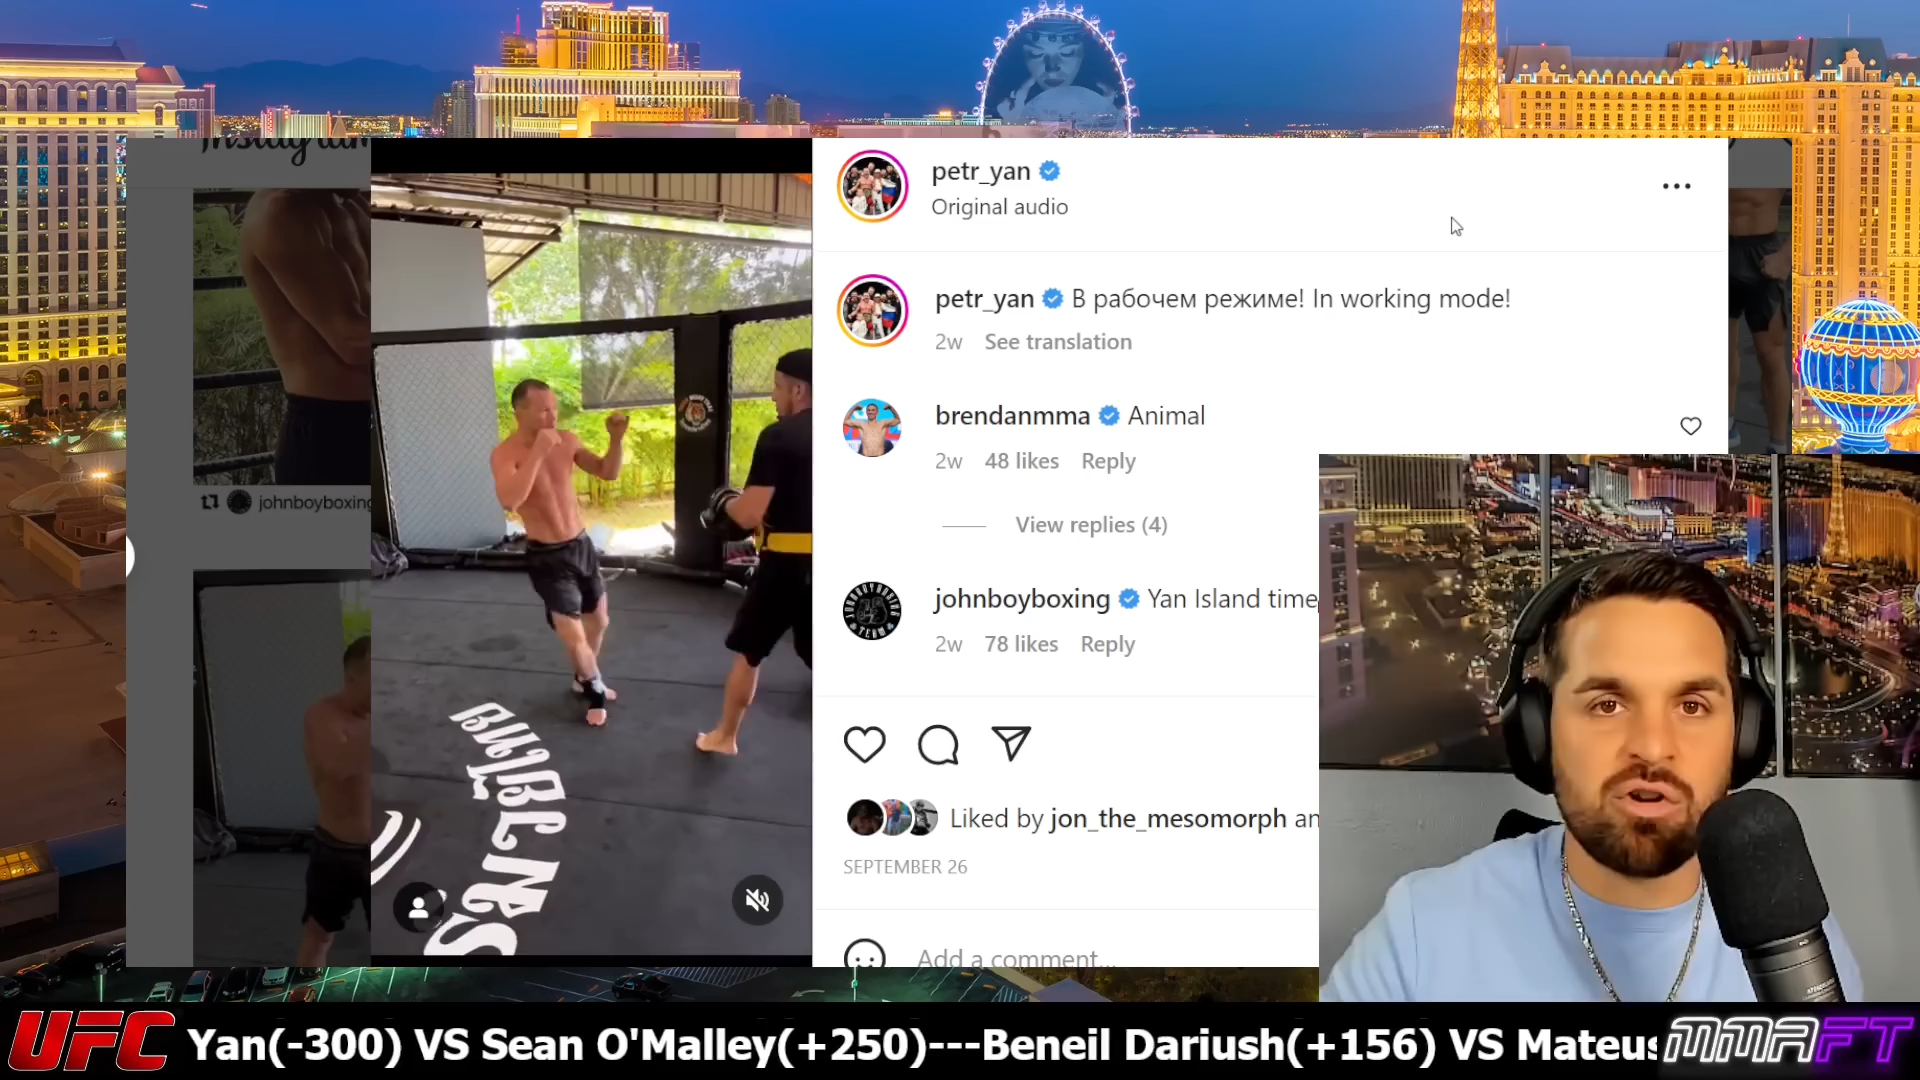 Instagram
johnboyboxing
petr_yan
Original audio
petr_yan В рабочем режиме! In working mode!
2w See translation
brendanmma Animal
2w 48 likes Reply
View replies (4)
johnboyboxing Yan Island time
2w 78 likes Reply
Liked by jon_the_mesomorph an
SEPTEMBER 26
Add a comment...
UFC Yan(-300) VS Sean O'Malley(+250)---Beneil Dariush(+156) VS Mateus MMAFT